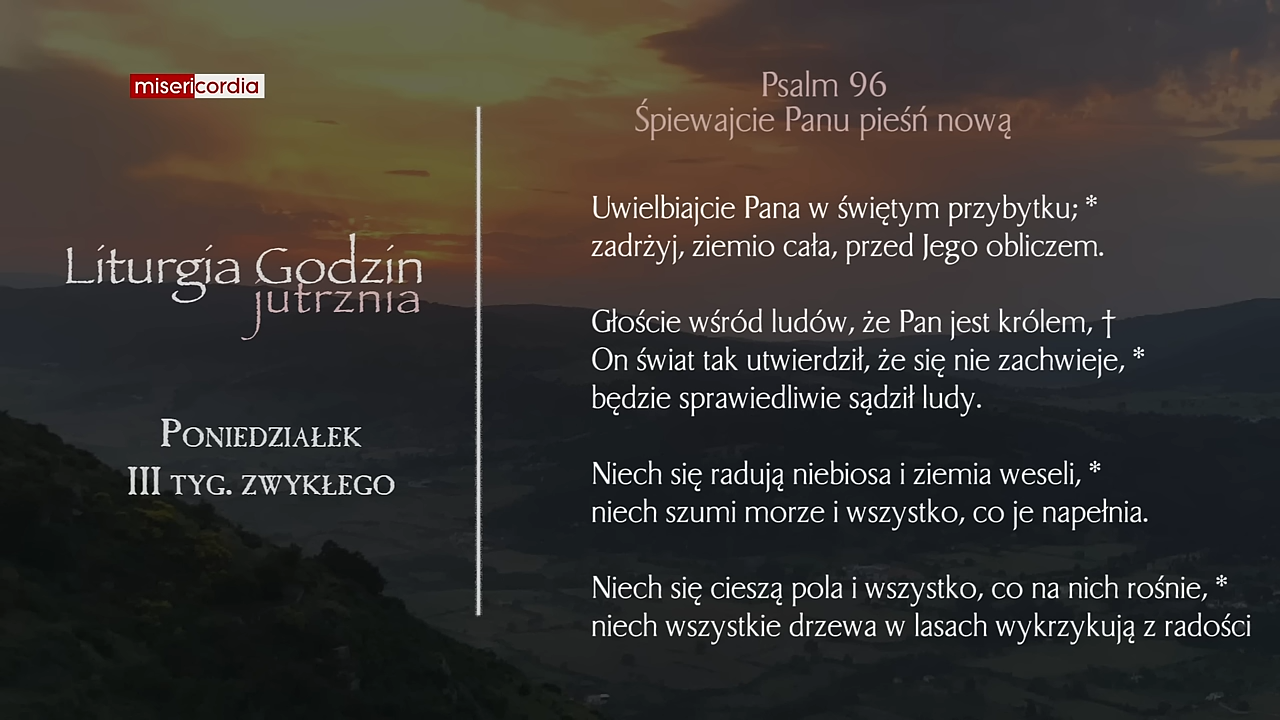 misericordia
Liturgia Godzin
jutrznia
Poniedziałek
III tyg. zwykłego
Psalm 96
Śpiewajcie Panu pieśń nową
Uwielbiajcie Pana w świętym przybytku; *
zadrżyj, ziemio cała, przed Jego obliczem.
Głoście wśród ludów, że Pan jest królem, †
On świat tak utwierdził, że się nie zachwieje, *
będzie sprawiedliwie sądził ludy.
Niech się radują niebiosa i ziemia weseli, *
niech szumi morze i wszystko, co je napełnia.
Niech się cieszą pola i wszystko, co na nich rośnie, *
niech wszystkie drzewa w lasach wykrzykują z radości